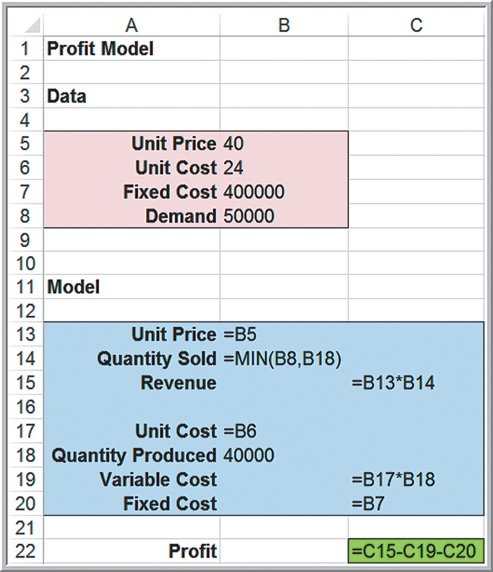 A B C
1 Profit Model
2
3 Data
4
5 Unit Price 40
6 Unit Cost 24
7 Fixed Cost 400000
8 Demand 50000
9
10
11 Model
12
13 Unit Price =B5
14 Quantity Sold =MIN(B8,B18)
15 Revenue =B13*B14
16
17 Unit Cost =B6
18 Quantity Produced 40000
19 Variable Cost =B17*B18
20 Fixed Cost =B7
21
22 Profit =C15-C19-C20